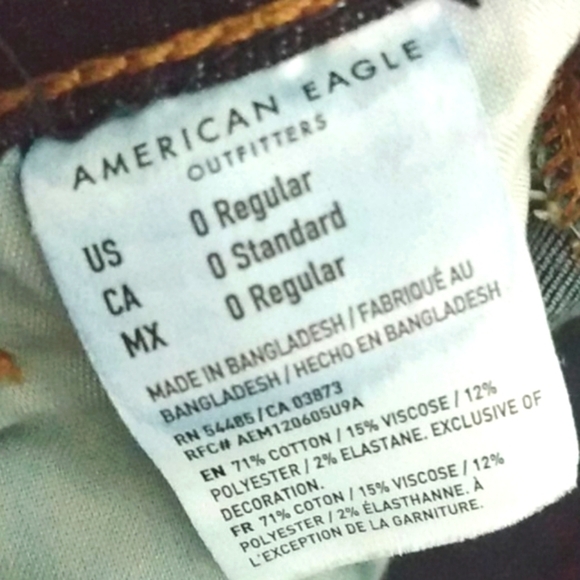 AMERICAN EAGLE
OUTFITTERS
US 0 Regular
CA 0 Standard
MX 0 Regular
MADE IN BANGLADESH / FABRIQUÉ AU
BANGLADESH / HECHO EN BANGLADESH
RN 54485 / CA 03873
RFC# AEM120605U9A
EN 71% COTTON / 15% VISCOSE / 12%
POLYESTER / 2% ELASTANE. EXCLUSIVE OF
DECORATION.
FR 71% COTON / 15% VISCOSE / 12%
POLYESTER / 2% ÉLASTHANNE. À
L'EXCEPTION DE LA GARNITURE.